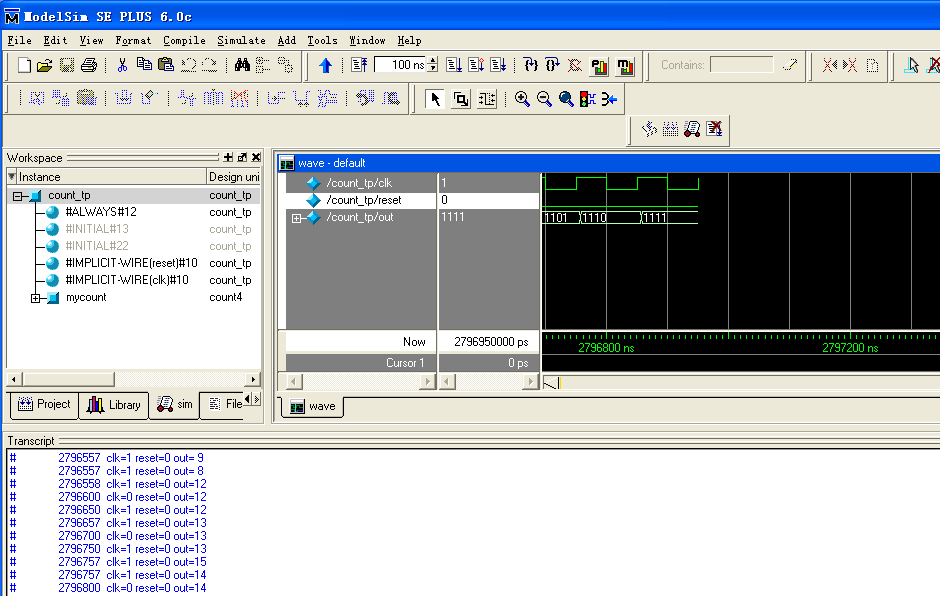 ModelSim SE PLUS 6.0c
File Edit View Format Compile Simulate Add Tools Window Help
100 ns
Contains:
Workspace
Instance Design uni
count_tp count_tp
#ALWAYS#12 count_tp
#INITIAL#13 count_tp
#INITIAL#22 count_tp
#IMPLICIT-WIRE(reset)#10 count_tp
#IMPLICIT-WIRE(clk)#10 count_tp
mycount count4
Project Library sim File
wave - default
/count_tp/clk 1
/count_tp/reset 0
/count_tp/out 1111 1101 1110 1111
Now 2796950000 ps
Cursor 1 0 ps
2796800 ns 2797200 ns
wave
Transcript
# 2796557 clk=1 reset=0 out= 9
# 2796557 clk=1 reset=0 out= 8
# 2796558 clk=1 reset=0 out=12
# 2796600 clk=0 reset=0 out=12
# 2796650 clk=1 reset=0 out=12
# 2796657 clk=1 reset=0 out=13
# 2796700 clk=0 reset=0 out=13
# 2796750 clk=1 reset=0 out=13
# 2796757 clk=1 reset=0 out=15
# 2796757 clk=1 reset=0 out=14
# 2796800 clk=0 reset=0 out=14